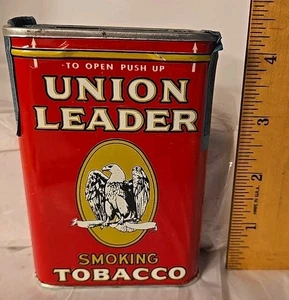 TO OPEN PUSH UP
UNION
LEADER
SMOKING
TOBACCO
4
3
2
1